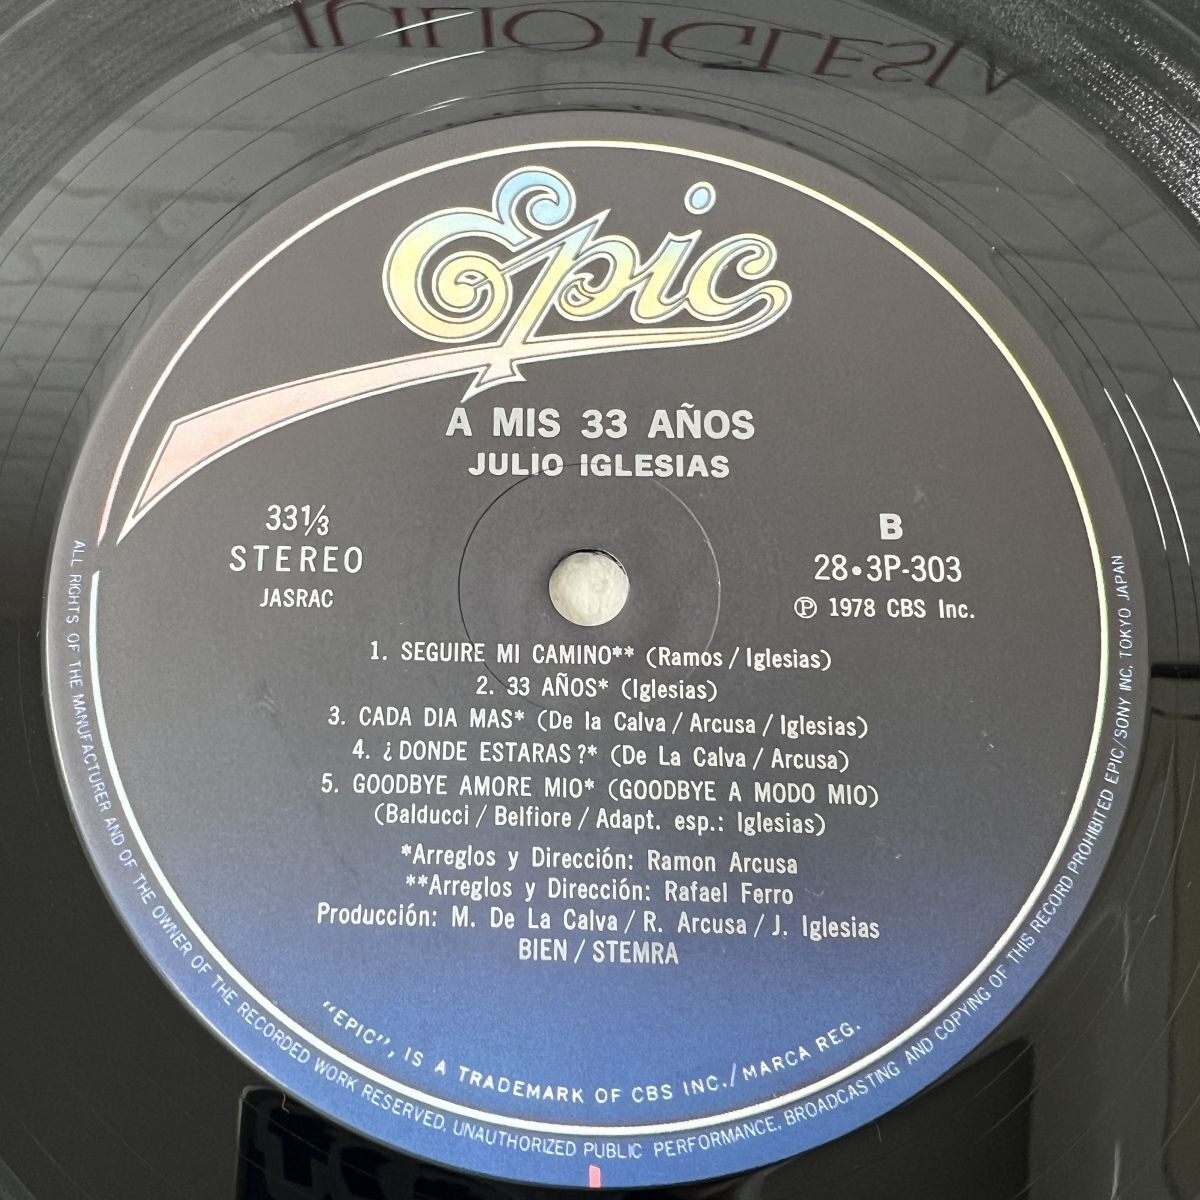 JULIO IGLESIA
Epic
A MIS 33 AÑOS
JULIO IGLESIAS
33⅓
STEREO
JASRAC
B
28•3P-303
Ⓟ 1978 CBS Inc.
1. SEGUIRE MI CAMINO** (Ramos / Iglesias)
2. 33 AÑOS* (Iglesias)
3. CADA DIA MAS* (De la Calva / Arcusa / Iglesias)
4. ¿DONDE ESTARAS?* (De La Calva / Arcusa)
5. GOODBYE AMORE MIO* (GOODBYE A MODO MIO)
(Balducci / Belfiore / Adapt. esp.: Iglesias)
*Arreglos y Dirección: Ramon Arcusa
**Arreglos y Dirección: Rafael Ferro
Producción: M. De La Calva / R. Arcusa / J. Iglesias
BIEN / STEMRA
"EPIC", IS A TRADEMARK OF CBS INC./MARCA REG.
ALL RIGHTS OF THE MANUFACTURER AND OF THE OWNER OF THE RECORDED WORK RESERVED. UNAUTHORIZED PUBLIC PERFORMANCE, BROADCASTING AND COPYING OF THIS RECORD PROHIBITED EPIC/SONY INC. TOKYO JAPAN